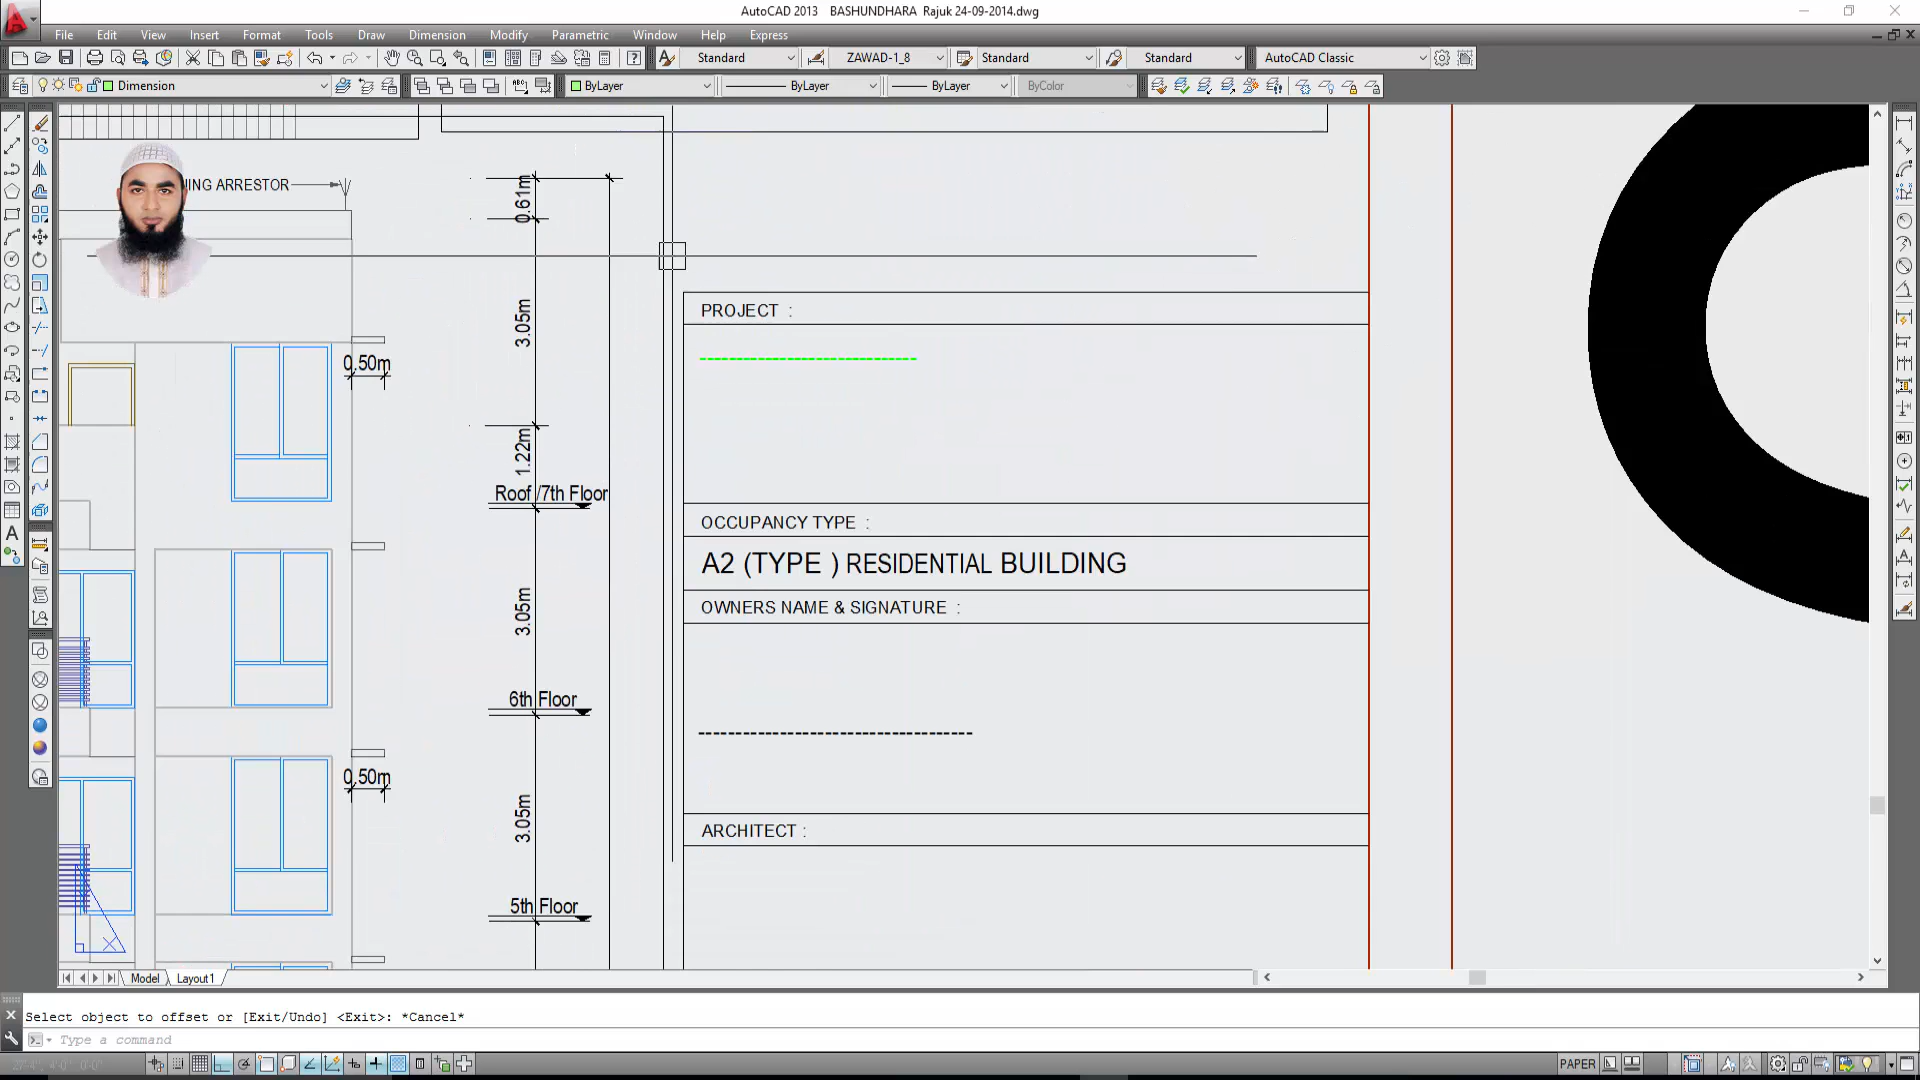 AutoCAD 2013 BASHUNDHARA Rajuk 24-09-2014.dwg
File Edit View Insert Format Tools Draw Dimension Modify Parametric Window Help Express
Standard ZAWAD-1_8 Standard Standard AutoCAD Classic
Dimension ByLayer ByLayer ByLayer ByColor
ING ARRESTOR
0.61m
3.05m
PROJECT :
0.50m
1.22m
Roof /7th Floor
OCCUPANCY TYPE :
A2 (TYPE ) RESIDENTIAL BUILDING
3.05m
OWNERS NAME & SIGNATURE :
6th Floor
0.50m
3.05m
ARCHITECT :
5th Floor
Model Layout1
Select object to offset or [Exit/Undo] <Exit>: *Cancel*
Type a command
PAPER